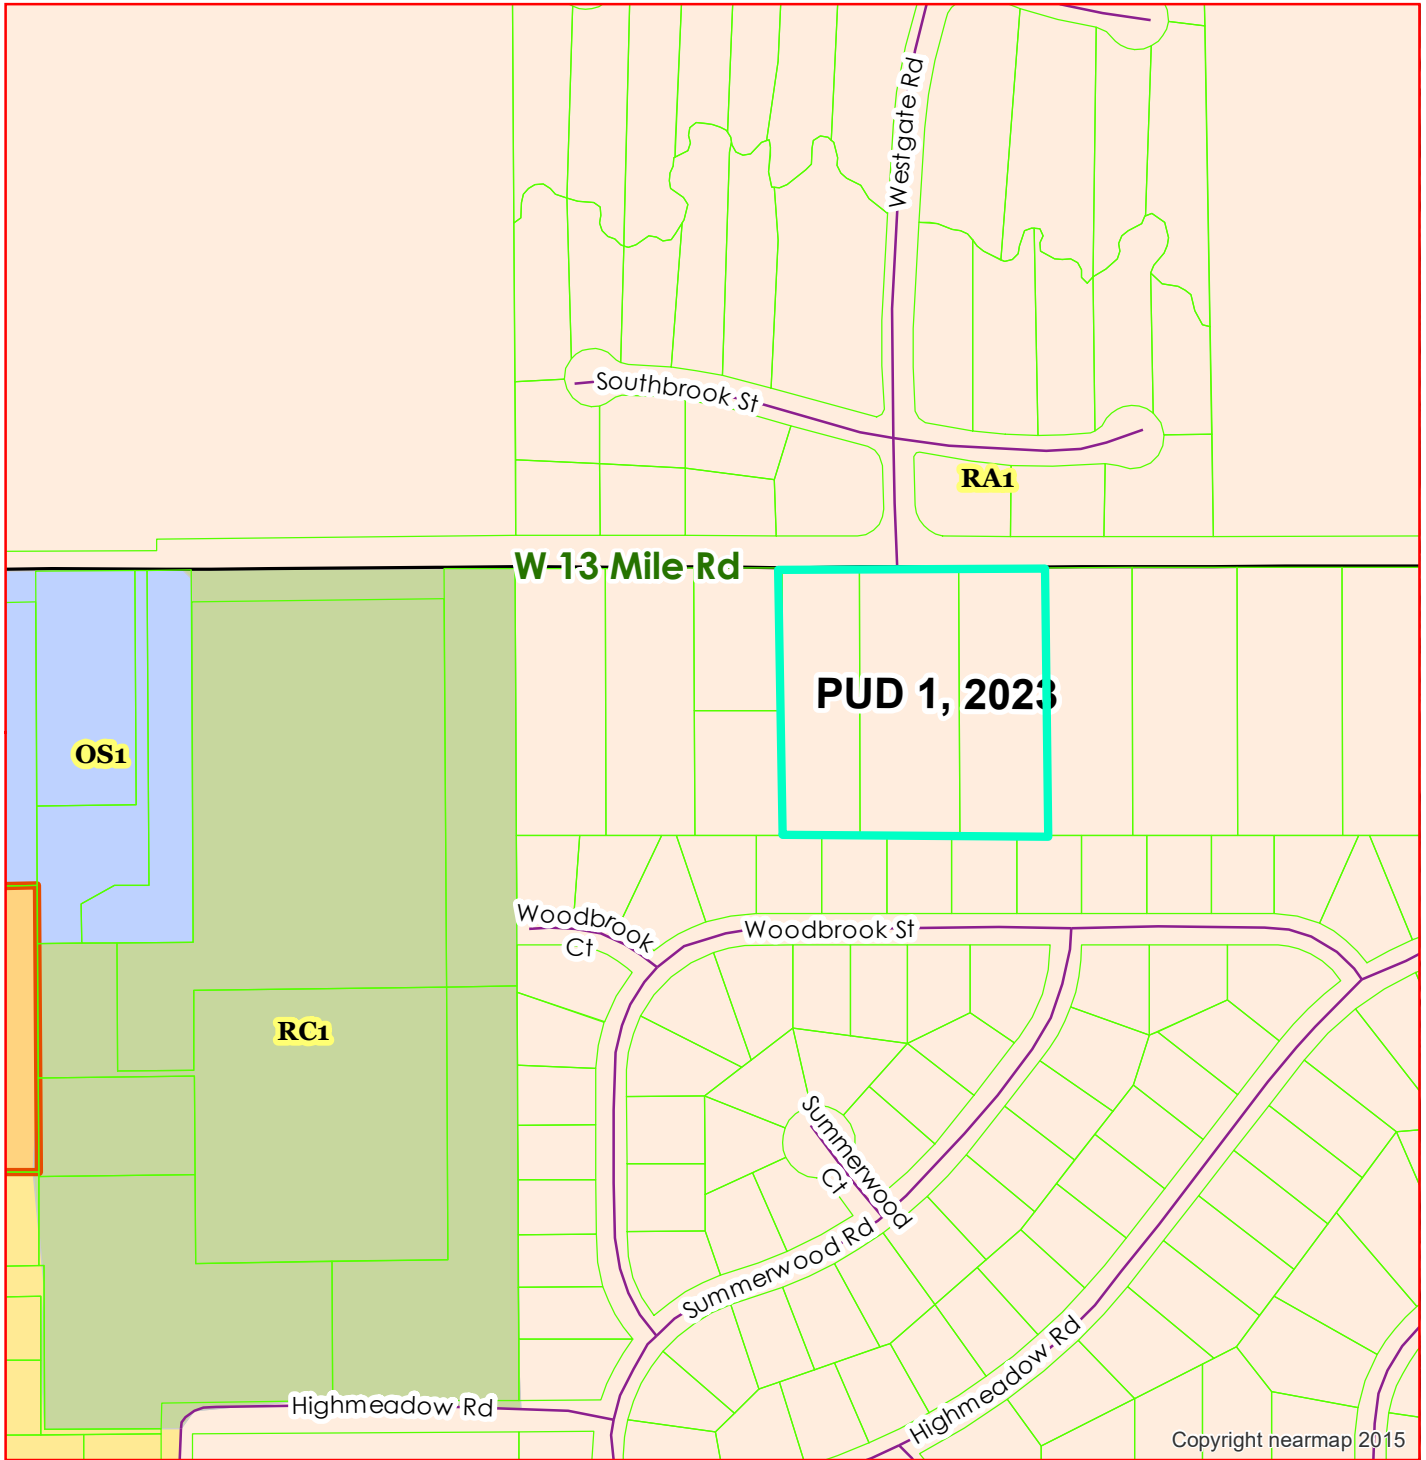 Westgate Rd
Southbrook St
RA1
W 13 Mile Rd
PUD 1, 2023
OS1
Woodbrook
Ct
Woodbrook St
RC1
Summerwood
Ct
Summerwood Rd
Highmeadow Rd
Highmeadow Rd
Copyright nearmap 2015